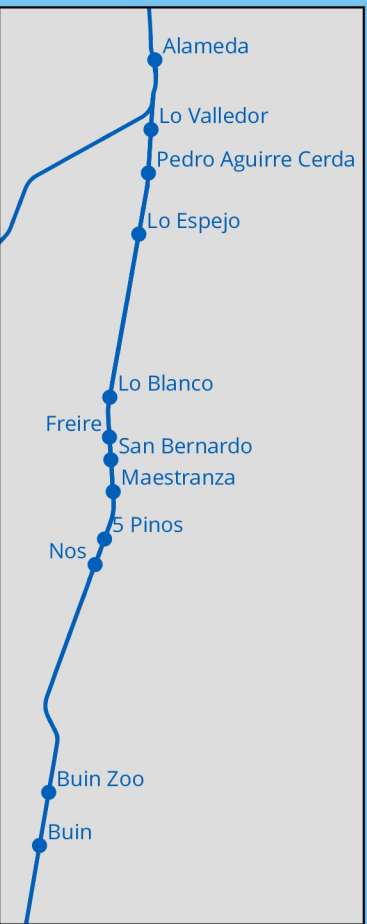 Alameda
Lo Valledor
Pedro Aguirre Cerda
Lo Espejo
Lo Blanco
Freire
San Bernardo
Maestranza
5 Pinos
Nos
Buin Zoo
Buin